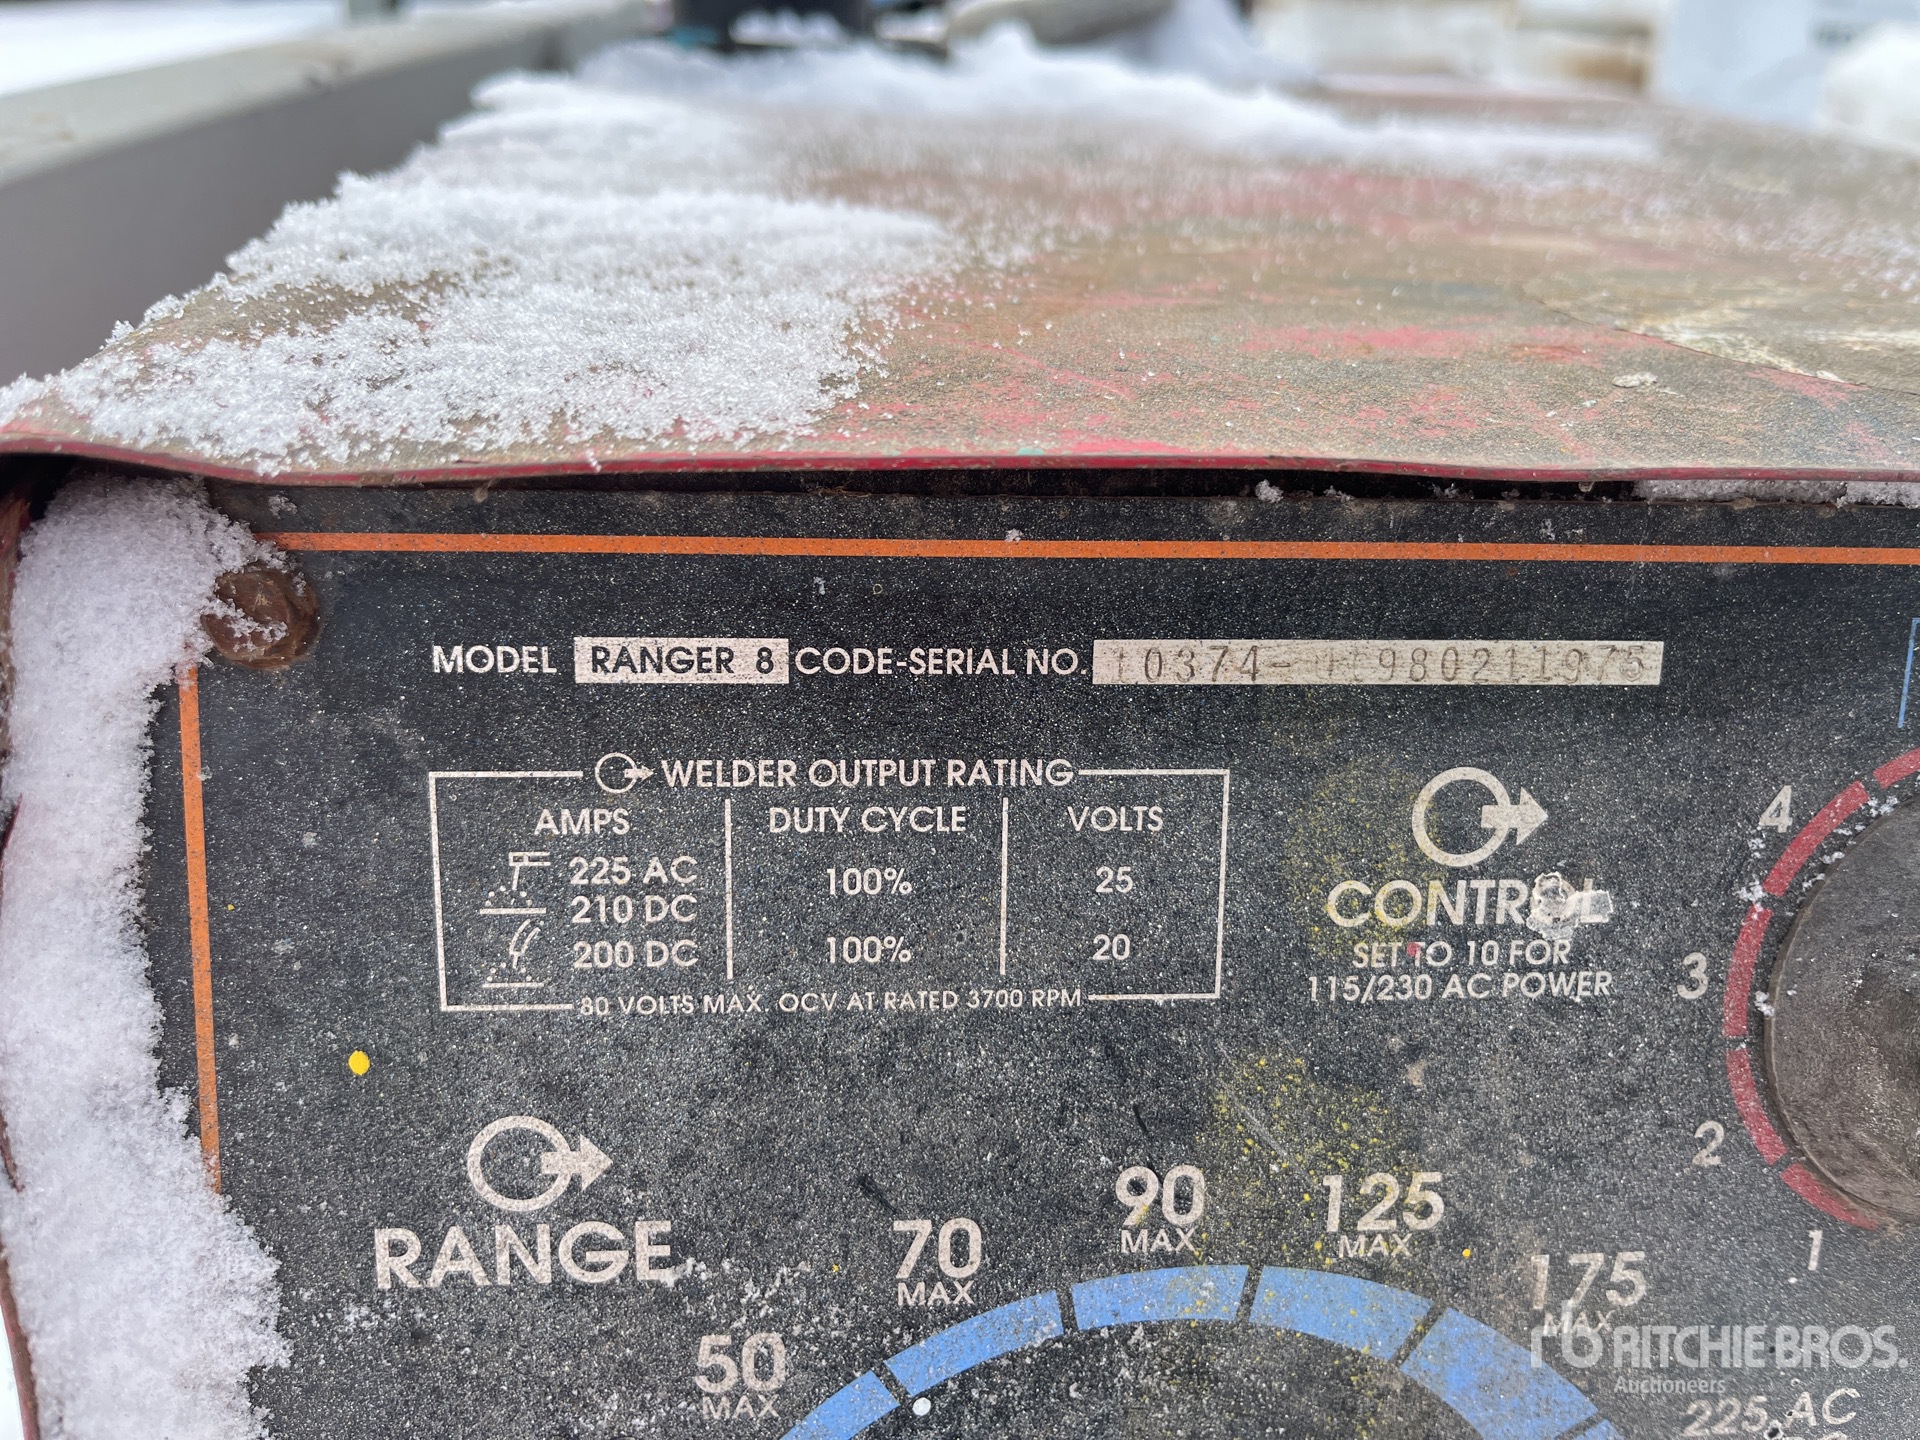 MODEL RANGER 8 CODE-SERIAL NO.
WELDER OUTPUT RATING
AMPS DUTY CYCLE VOLTS
225 AC
210 DC 100% 25
200 DC 100% 20
80 VOLTS MAX. OCV AT RATED 3700 RPM
CONTROL
SET TO 10 FOR
115/230 AC POWER
4
3
2
1
RANGE
50
MAX
70
MAX
90
MAX
125
MAX
175
MAX
225 AC
RITCHIE BROS.
Auctioneers